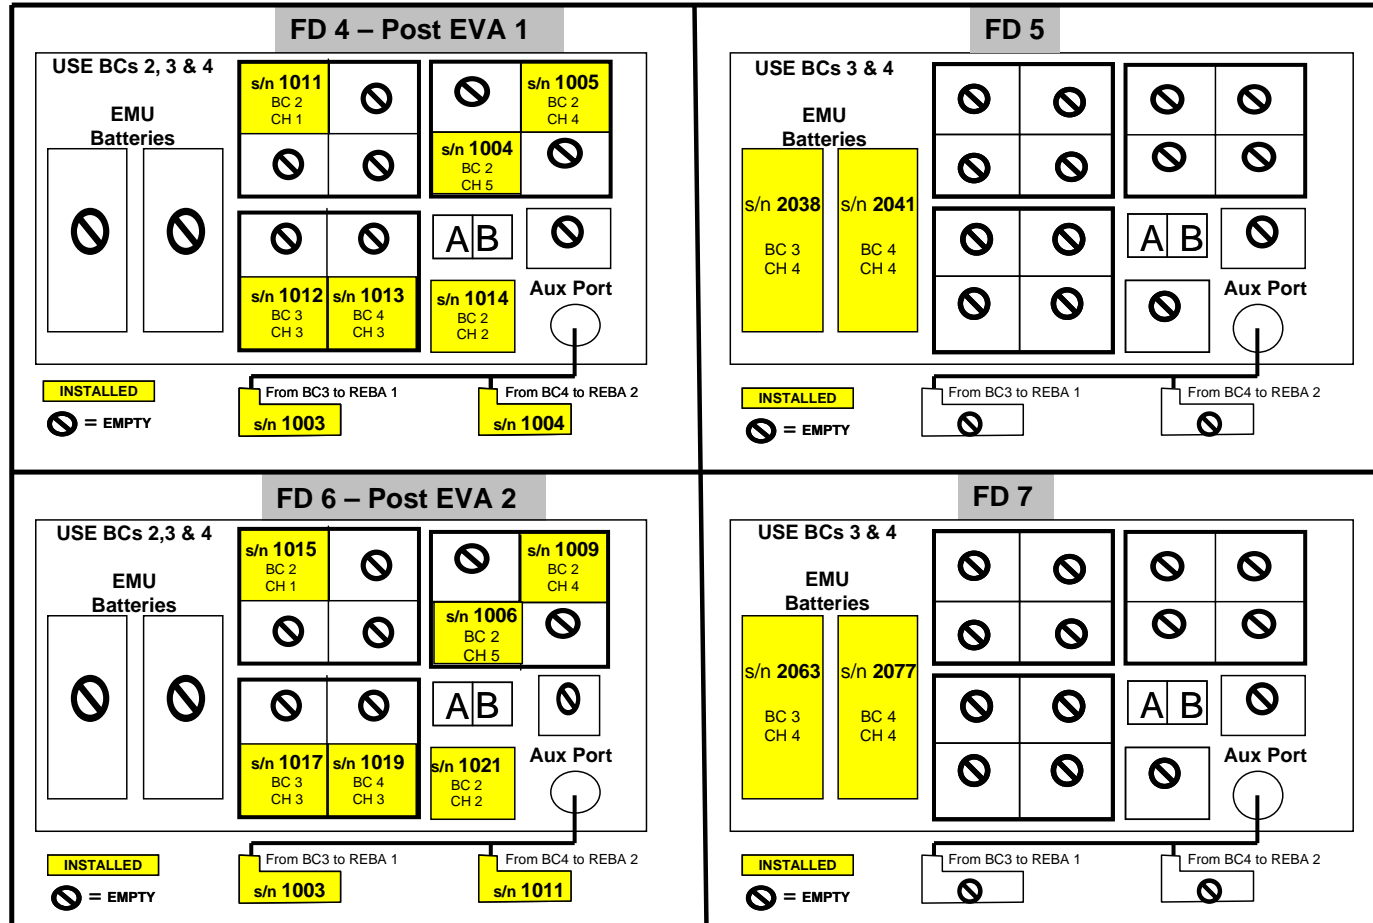 FD 4 – Post EVA 1
USE BCs 2, 3 & 4
EMU
Batteries
s/n 1011
BC 2
CH 1
s/n 1005
BC 2
CH 4
s/n 1004
BC 2
CH 5
A B
s/n 1012
BC 3
CH 3
s/n 1013
BC 4
CH 3
s/n 1014
BC 2
CH 2
Aux Port
INSTALLED
= EMPTY
From BC3 to REBA 1
s/n 1003
From BC4 to REBA 2
s/n 1004
FD 5
USE BCs 3 & 4
EMU
Batteries
s/n 2038
BC 3
CH 4
s/n 2041
BC 4
CH 4
A B
Aux Port
INSTALLED
= EMPTY
From BC3 to REBA 1
From BC4 to REBA 2
FD 6 – Post EVA 2
USE BCs 2,3 & 4
EMU
Batteries
s/n 1015
BC 2
CH 1
s/n 1009
BC 2
CH 4
s/n 1006
BC 2
CH 5
A B
s/n 1017
BC 3
CH 3
s/n 1019
BC 4
CH 3
s/n 1021
BC 2
CH 2
Aux Port
INSTALLED
= EMPTY
From BC3 to REBA 1
s/n 1003
From BC4 to REBA 2
s/n 1011
FD 7
USE BCs 3 & 4
EMU
Batteries
s/n 2063
BC 3
CH 4
s/n 2077
BC 4
CH 4
A B
Aux Port
INSTALLED
= EMPTY
From BC3 to REBA 1
From BC4 to REBA 2